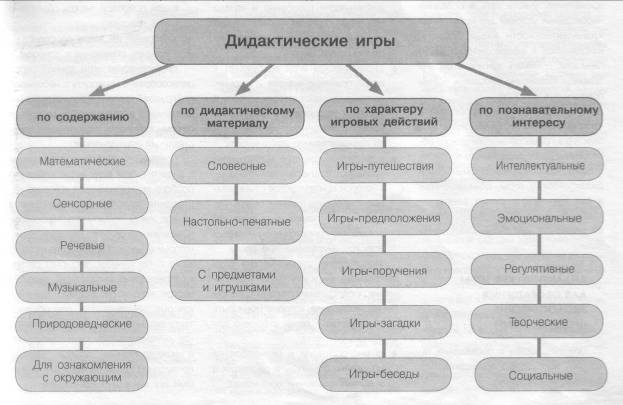 Дидактические игры
по содержанию
Математические
Сенсорные
Речевые
Музыкальные
Природоведческие
Для ознакомления
с окружающим
по дидактическому
материалу
Словесные
Настольно-печатные
С предметами
и игрушками
по характеру
игровых действий
Игры-путешествия
Игры-предположения
Игры-поручения
Игры-загадки
Игры-беседы
по познавательному
интересу
Интеллектуальные
Эмоциональные
Регулятивные
Творческие
Социальные